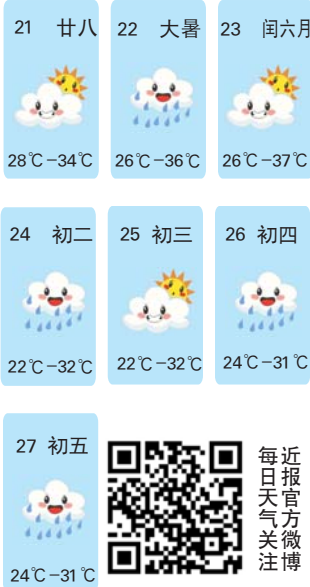 21 廿八
22 大暑
23 闰六月
28℃-34℃
26℃-36℃
26℃-37℃
24 初二
25 初三
26 初四
22℃-32℃
22℃-32℃
24℃-31℃
27 初五
24℃-31℃
近报官方微博
每日天气关注